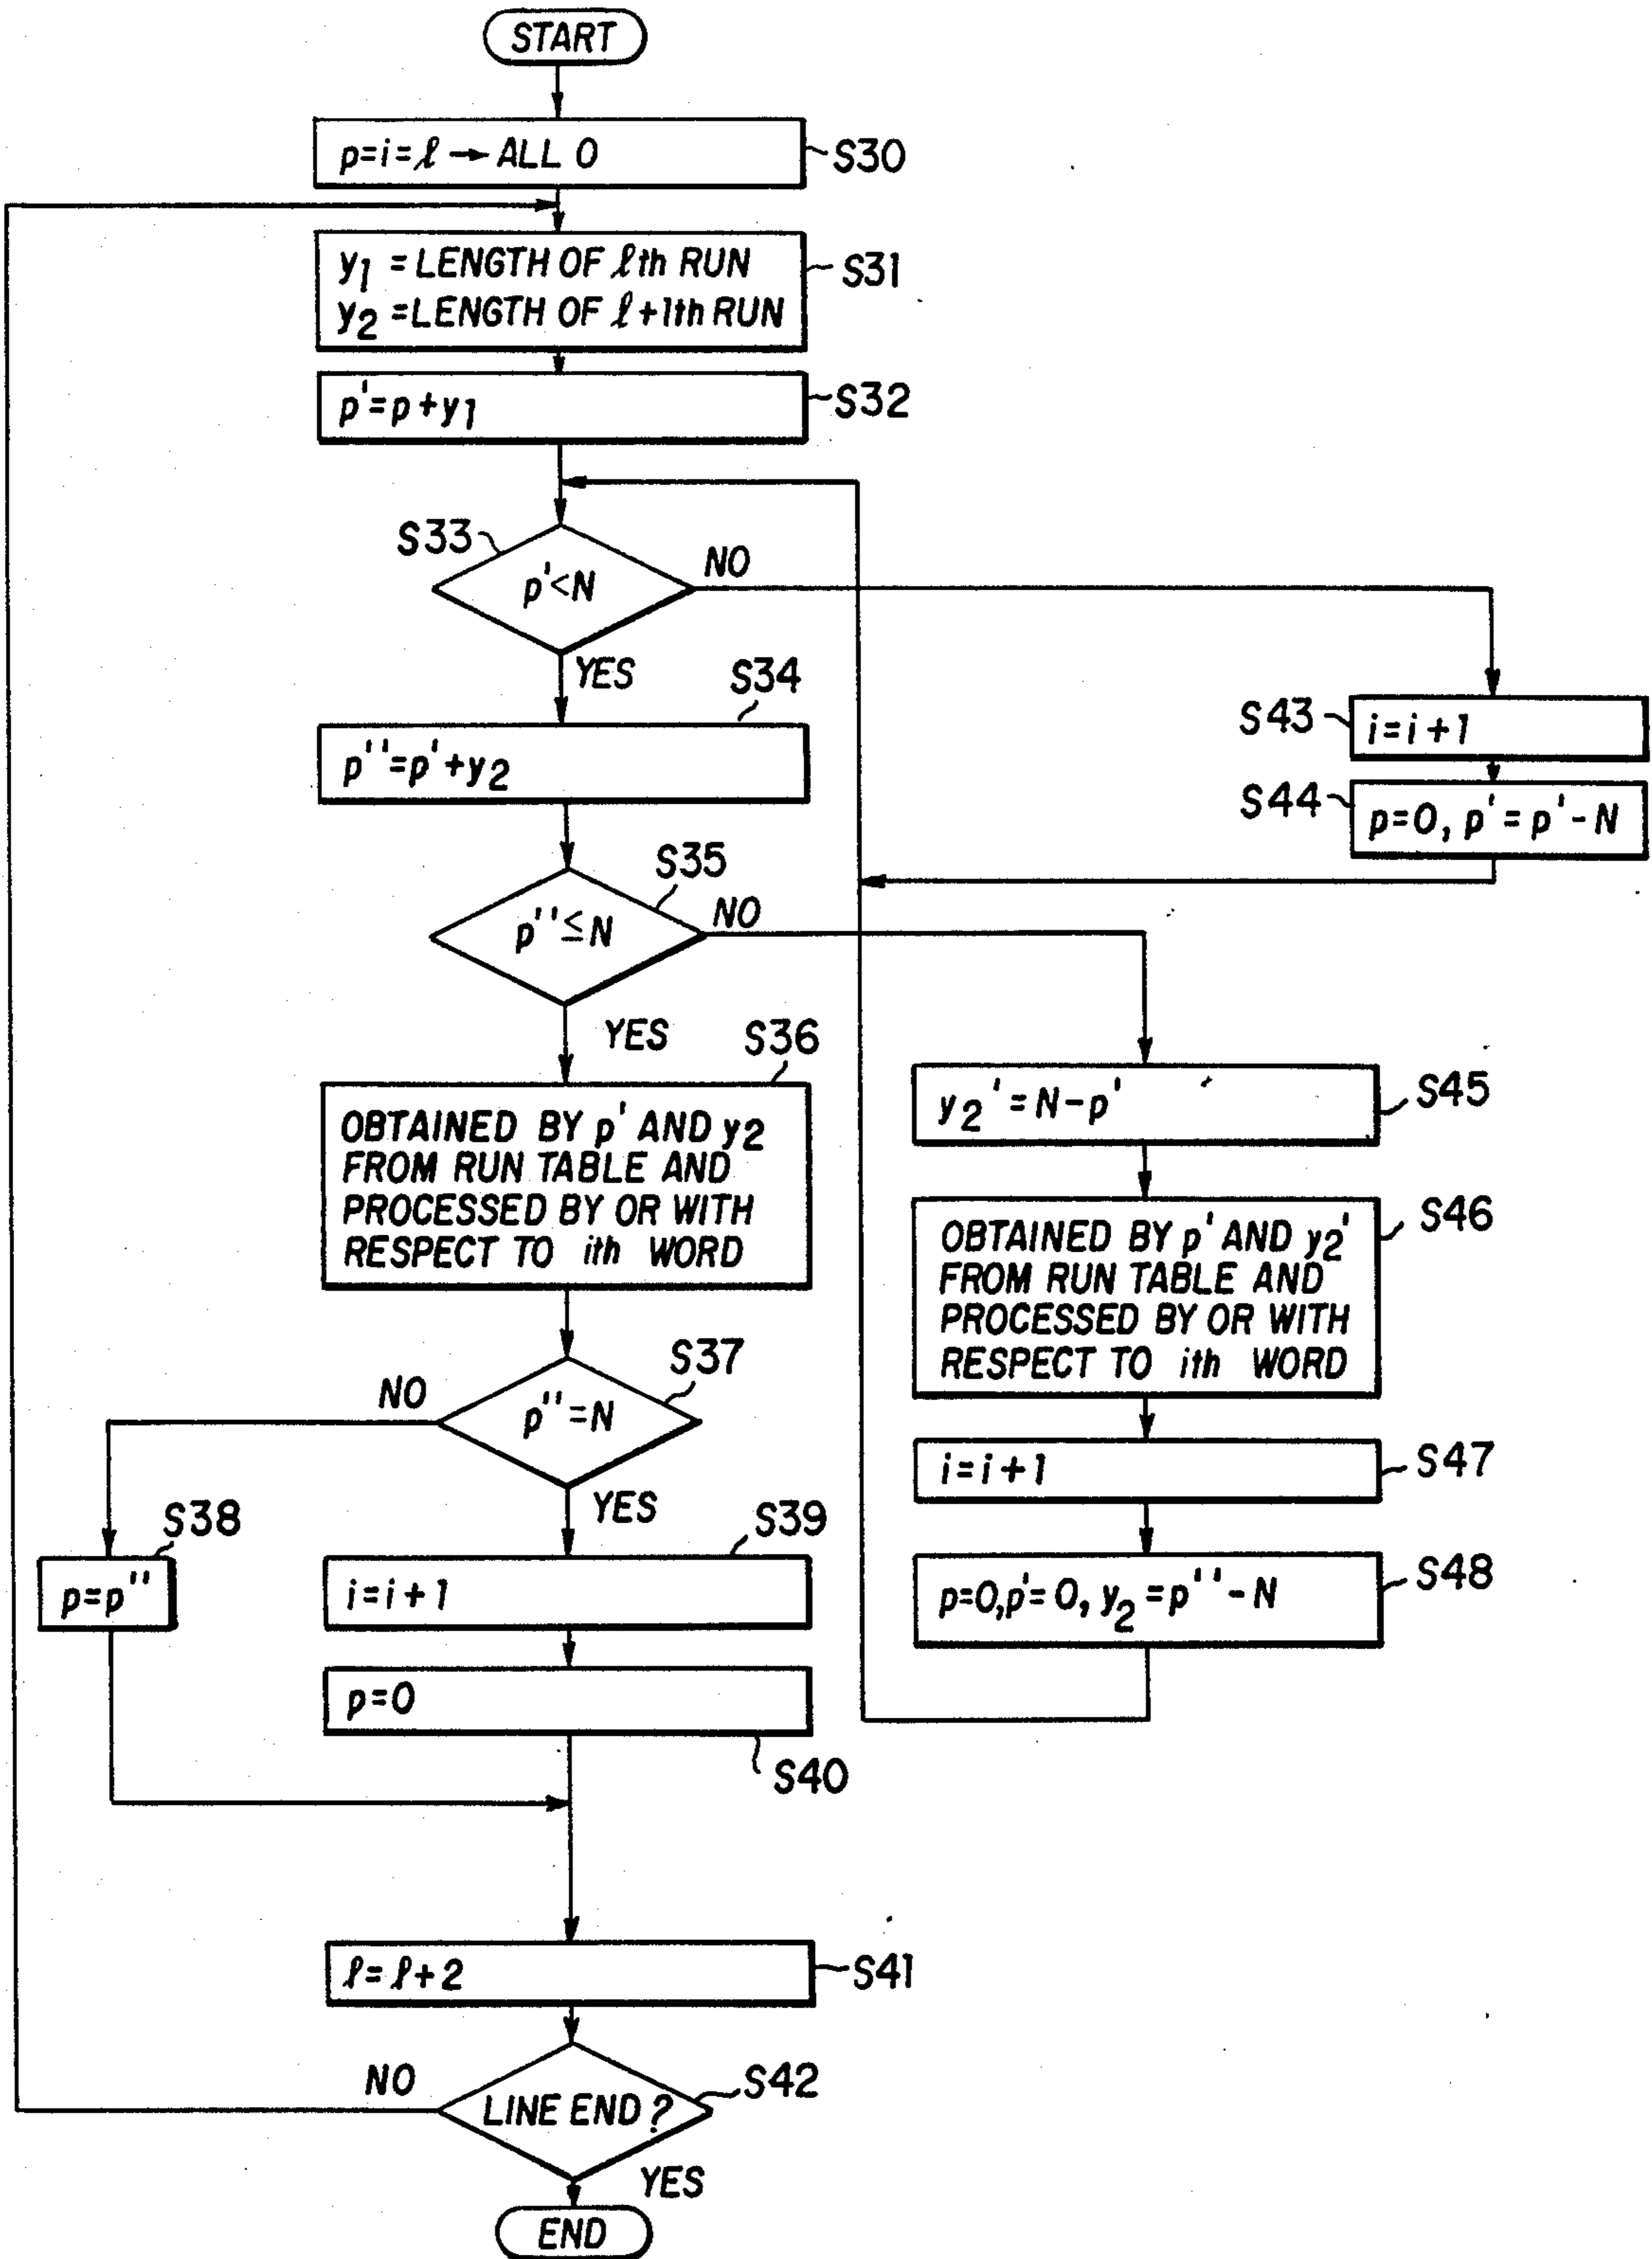 START
p=i=ℓ→ALL 0
S30
y1 = LENGTH OF ℓth RUN
y2 = LENGTH OF ℓ+1th RUN
S31
p'=p+y1
S32
S33
p'<N
NO
YES
S34
p''=p'+y2
S43
i=i+1
S44
p=0, p'=p'-N
S35
p''≤N
NO
YES
S36
OBTAINED BY p' AND y2
FROM RUN TABLE AND
PROCESSED BY OR WITH
RESPECT TO ith WORD
S45
y2'=N-p'
S46
OBTAINED BY p' AND y2'
FROM RUN TABLE AND
PROCESSED BY OR WITH
RESPECT TO ith WORD
S37
p''=N
NO
YES
S47
i=i+1
S38
p=p''
S39
i=i+1
S48
p=0,p'=0, y2=p''-N
p=0
S40
ℓ=ℓ+2
S41
NO
LINE END?
S42
YES
END